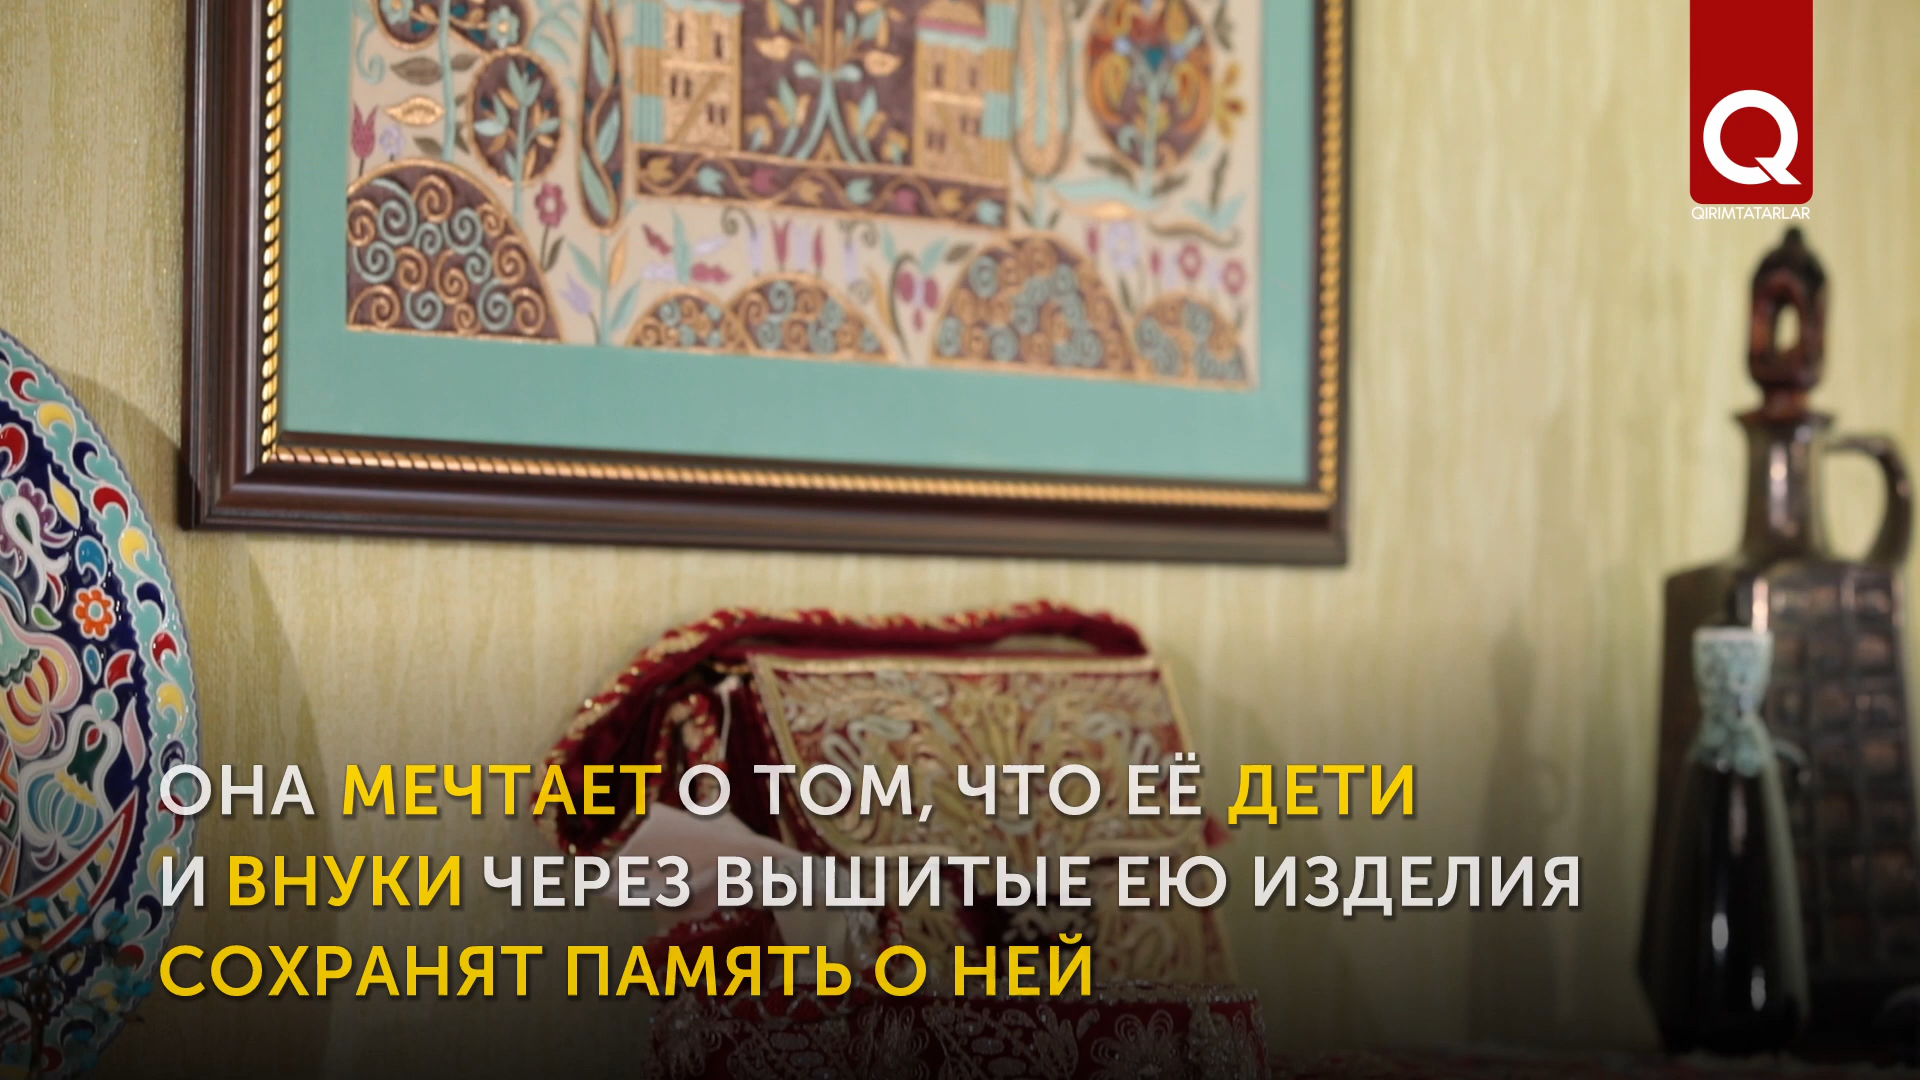 QIRIMTATARLAR
ОНА МЕЧТАЕТ О ТОМ, ЧТО ЕЁ ДЕТИ
И ВНУКИ ЧЕРЕЗ ВЫШИТЫЕ ЕЮ ИЗДЕЛИЯ
СОХРАНЯТ ПАМЯТЬ О НЕЙ